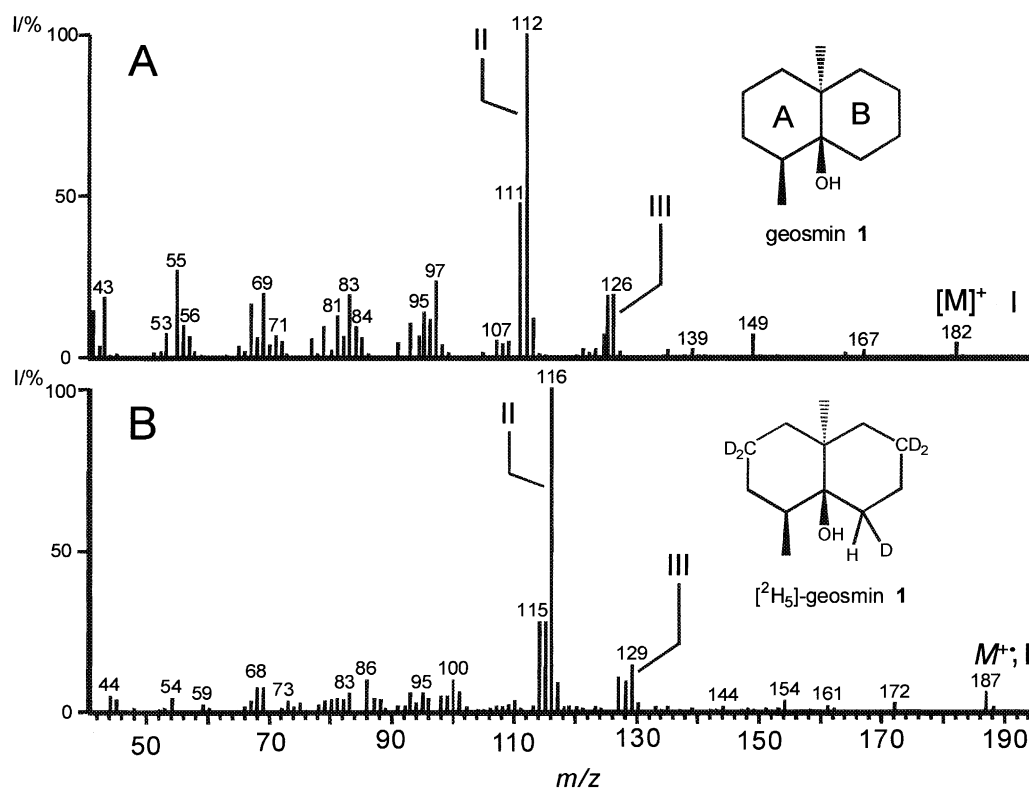 I/%
100
50
0
A
II
112
111
III
126
43
53
55
56
69
71
81
83
84
95
97
107
139
149
167
182
[M]+ I
A
B
OH
geosmin 1
I/%
100
50
0
B
II
116
115
III
129
44
54
59
68
73
83
86
95
100
144
154
161
172
187
M+•; I
D2C
CD2
OH
H
D
[2H5]-geosmin 1
50
70
90
110
130
150
170
190
m/z